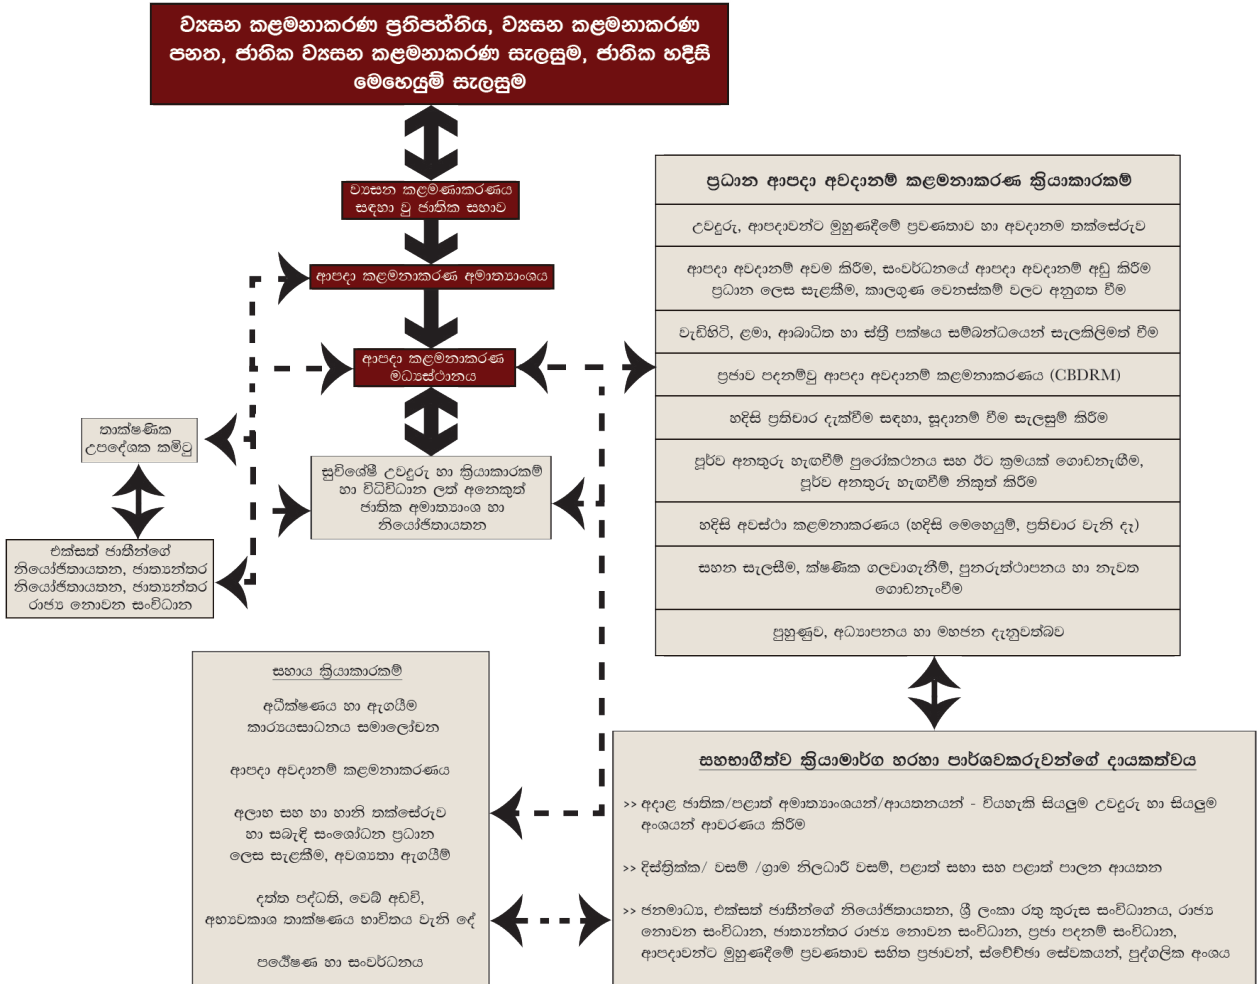 ව්‍යසන කළමනාකරණ ප්‍රතිපත්තිය, ව්‍යසන කළමනාකරණ
පනත, ජාතික ව්‍යසන කළමනාකරණ සැලසුම, ජාතික හදිසි
මෙහෙයුම් සැලසුම
ව්‍යසන කළමණාකරණය
සඳහා වු ජාතික සභාව
ආපදා කළමනාකරණ අමාත්‍යාංශය
ආපදා කළමනාකරණ
මධ්‍යස්ථානය
තාක්ෂණික
උපදේශක කමිටු
සුවිශේෂී උවදුරු හා ක්‍රියාකාරකම්
හා විධිවිධාන ලත් අනෙකුත්
ජාතික අමාත්‍යාංශ හා
නියෝජිතායතන
එක්සත් ජාතීන්ගේ
නියෝජිතායතන, ජාත්‍යන්තර
නියෝජිතායතන, ජාත්‍යන්තර
රාජ්‍ය නොවන සංවිධාන
ප්‍රධාන ආපදා අවදානම් කළමනාකරණ ක්‍රියාකාරකම්
උවදුරු, ආපදාවන්ට මුහුණදීමේ ප්‍රවණතාව හා අවදානම තක්සේරුව
ආපදා අවදානම් අවම කිරීම, සංවර්ධනයේ ආපදා අවදානම් අඩු කිරීම
ප්‍රධාන ලෙස සැළකීම, කාලගුණ වෙනස්කම් වලට අනුගත වීම
වැඩිහිටි, ළමා, ආබාධිත හා ස්ත්‍රී පක්ෂය සම්බන්ධයෙන් සැලකිලිමත් වීම
ප්‍රජාව පදනම්වු ආපදා අවදානම් කළමනාකරණය (CBDRM)
හදිසි ප්‍රතිචාර දැක්වීම සඳහා, සූදානම් වීම සැලසුම් කිරීම
පූර්ව අනතුරු හැඟවීම් පුරෝකථනය සහ ඊට ක්‍රමයක් ගොඩනැඟීම,
පූර්ව අනතුරු හැඟවීම් නිකුත් කිරීම
හදිසි අවස්ථා කළමනාකරණය (හදිසි මෙහෙයුම්, ප්‍රතිචාර වැනි දෑ)
සහන සැලසීම, ක්ෂණික ගලවාගැනීම්, පුනරුත්ථාපනය හා නැවත
ගොඩනැංවීම
පුහුණුව, අධ්‍යාපනය හා මහජන දැනුවත්බව
සහාය ක්‍රියාකාරකම්
අධීක්ෂණය හා ඇගයීම
කාර්‍යයසාධනය සමාලෝචන
ආපදා අවදානම් කළමනාකරණය
අලාභ සහ හා හානි තක්සේරුව
හා සබැඳි සංශෝධන ප්‍රධාන
ලෙස සැළකීම, අවශ්‍යතා ඇගයීම්
දත්ත පද්ධති, වෙබ් අඩවි,
අභ්‍යවකාශ තාක්ෂණය භාවිතය වැනි දේ
පර්‍යේෂණ හා සංවර්ධනය
සහභාගීත්ව ක්‍රියාමාර්ග හරහා පාර්ශවකරුවන්ගේ දායකත්වය
>> අදාළ ජාතික/පළාත් අමාත්‍යාංශයන්/ආයතනයන් - වියහැකි සියලුම උවදුරු හා සියලුම
අංශයන් ආවරණය කිරීම
>> දිස්ත්‍රික්ක/ වසම් /ග්‍රාම නිලධාරී වසම්, පළාත් සභා සහ පළාත් පාලන ආයතන
>> ජනමාධ්‍ය, එක්සත් ජාතීන්ගේ නියෝජිතායතන, ශ්‍රී ලංකා රතු කුරුස සංවිධානය, රාජ්‍ය
නොවන සංවිධාන, ජාත්‍යන්තර රාජ්‍ය නොවන සංවිධාන, ප්‍රජා පදනම් සංවිධාන,
ආපදාවන්ට මුහුණදීමේ ප්‍රවණතාව සහිත ප්‍රජාවන්, ස්වේච්ඡා සේවකයන්, පුද්ගලික අංශය